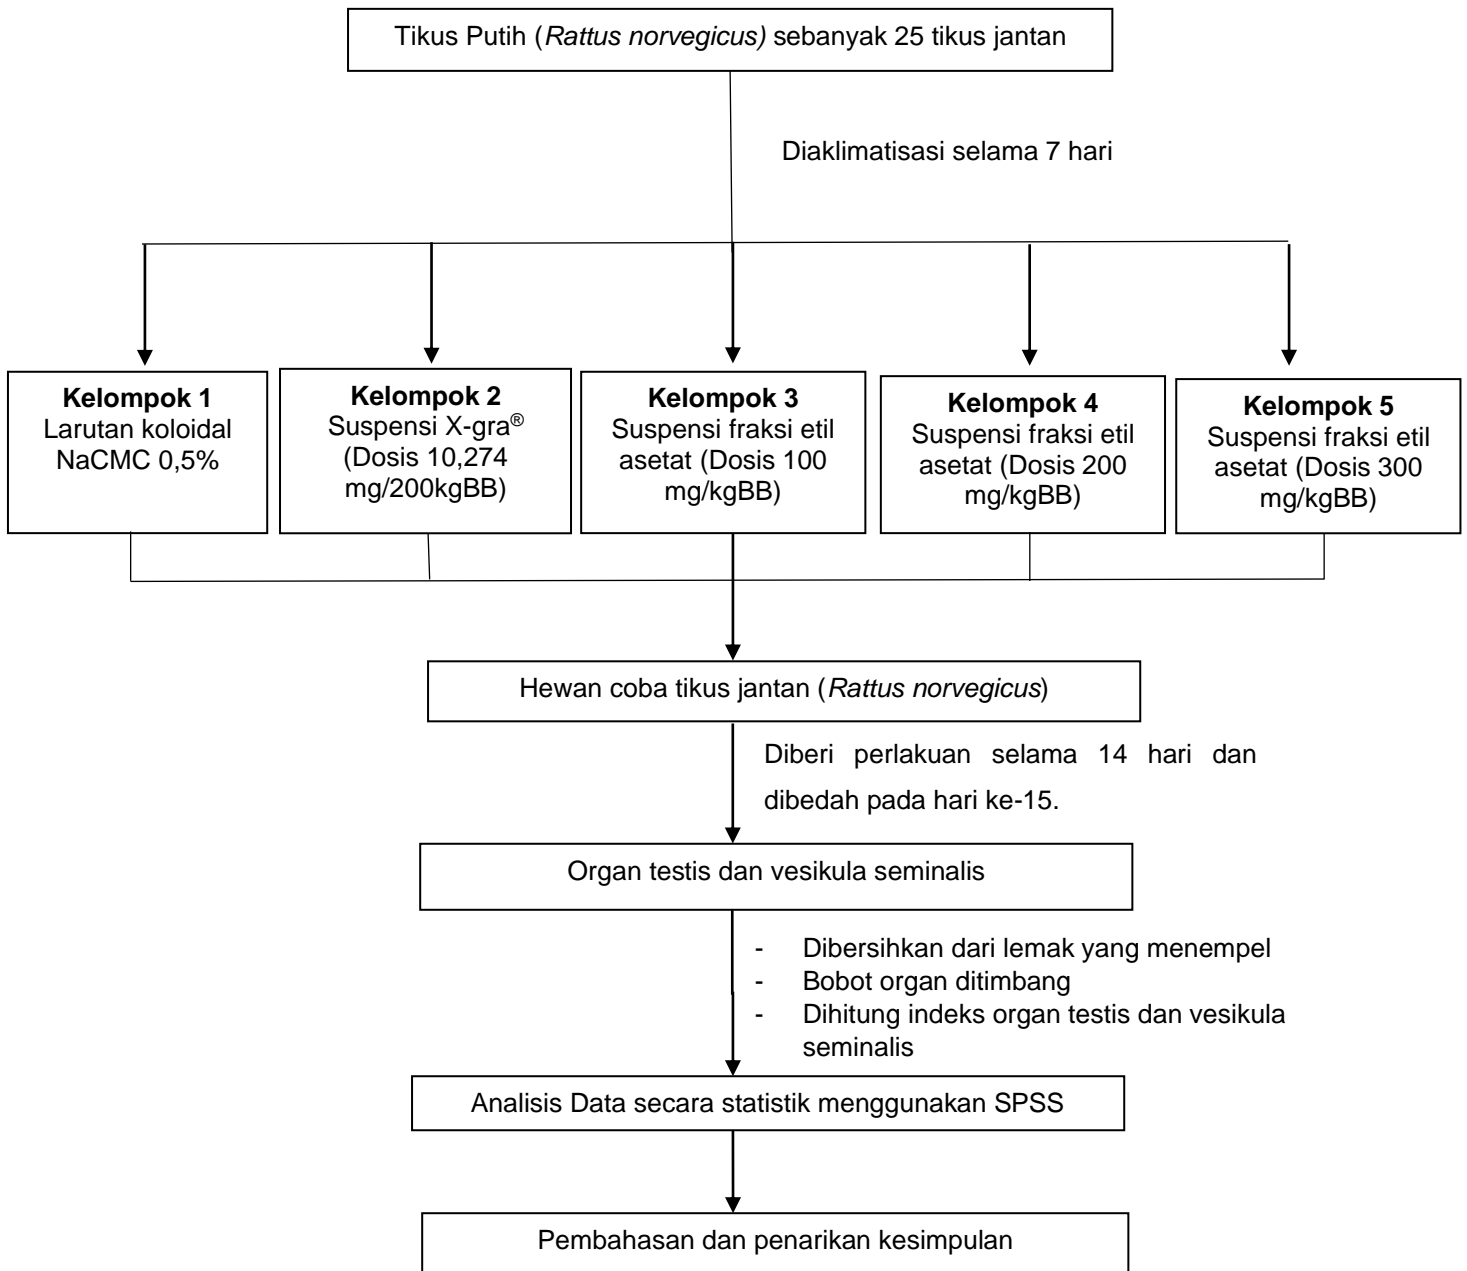 Tikus Putih (Rattus norvegicus) sebanyak 25 tikus jantan
Diaklimatisasi selama 7 hari
Kelompok 1
Larutan koloidal
NaCMC 0,5%
Kelompok 2
Suspensi X-gra®
(Dosis 10,274
mg/200kgBB)
Kelompok 3
Suspensi fraksi etil
asetat (Dosis 100
mg/kgBB)
Kelompok 4
Suspensi fraksi etil
asetat (Dosis 200
mg/kgBB)
Kelompok 5
Suspensi fraksi etil
asetat (Dosis 300
mg/kgBB)
Hewan coba tikus jantan (Rattus norvegicus)
Diberi perlakuan selama 14 hari dan
dibedah pada hari ke-15.
Organ testis dan vesikula seminalis
- Dibersihkan dari lemak yang menempel
- Bobot organ ditimbang
- Dihitung indeks organ testis dan vesikula
seminalis
Analisis Data secara statistik menggunakan SPSS
Pembahasan dan penarikan kesimpulan